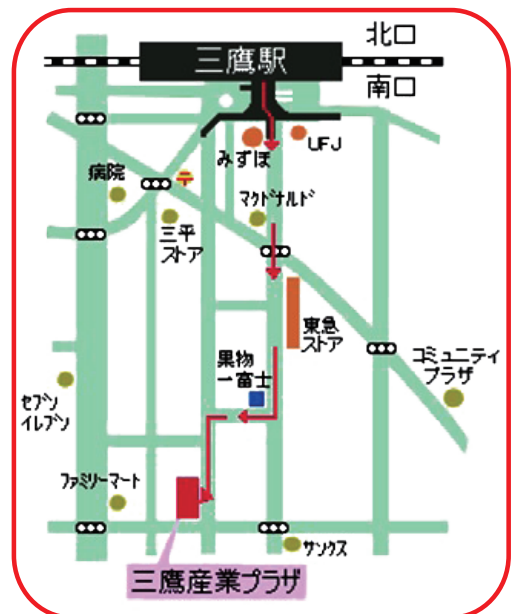 北口
三鷹駅
南口
UFJ
みずほ
病院
〒
マクドナルド
三平
ストア
東急
ストア
コミュニティ
プラザ
果物
一富士
セブン
イレブン
ファミリーマート
サンクス
三鷹産業プラザ